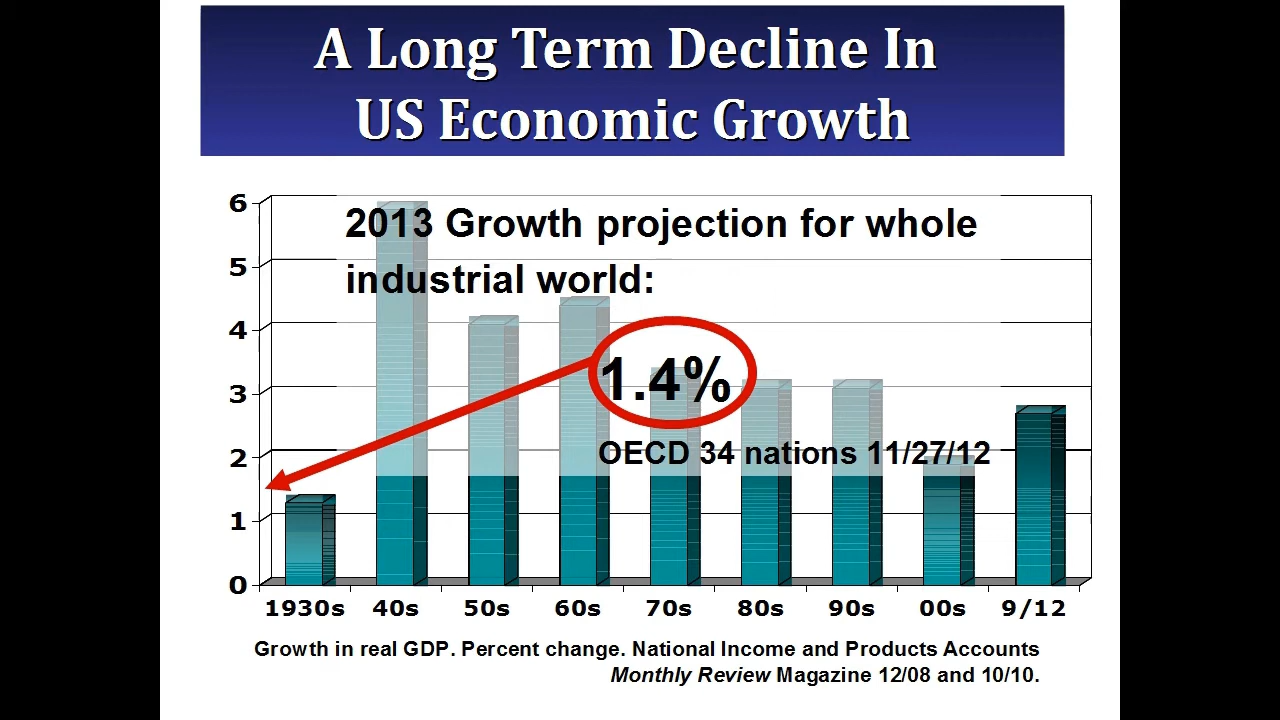 A Long Term Decline In
US Economic Growth
2013 Growth projection for whole
industrial world:
1.4%
OECD 34 nations 11/27/12
6
5
4
3
2
1
0
1930s 40s 50s 60s 70s 80s 90s 00s 9/12
Growth in real GDP. Percent change. National Income and Products Accounts
Monthly Review Magazine 12/08 and 10/10.